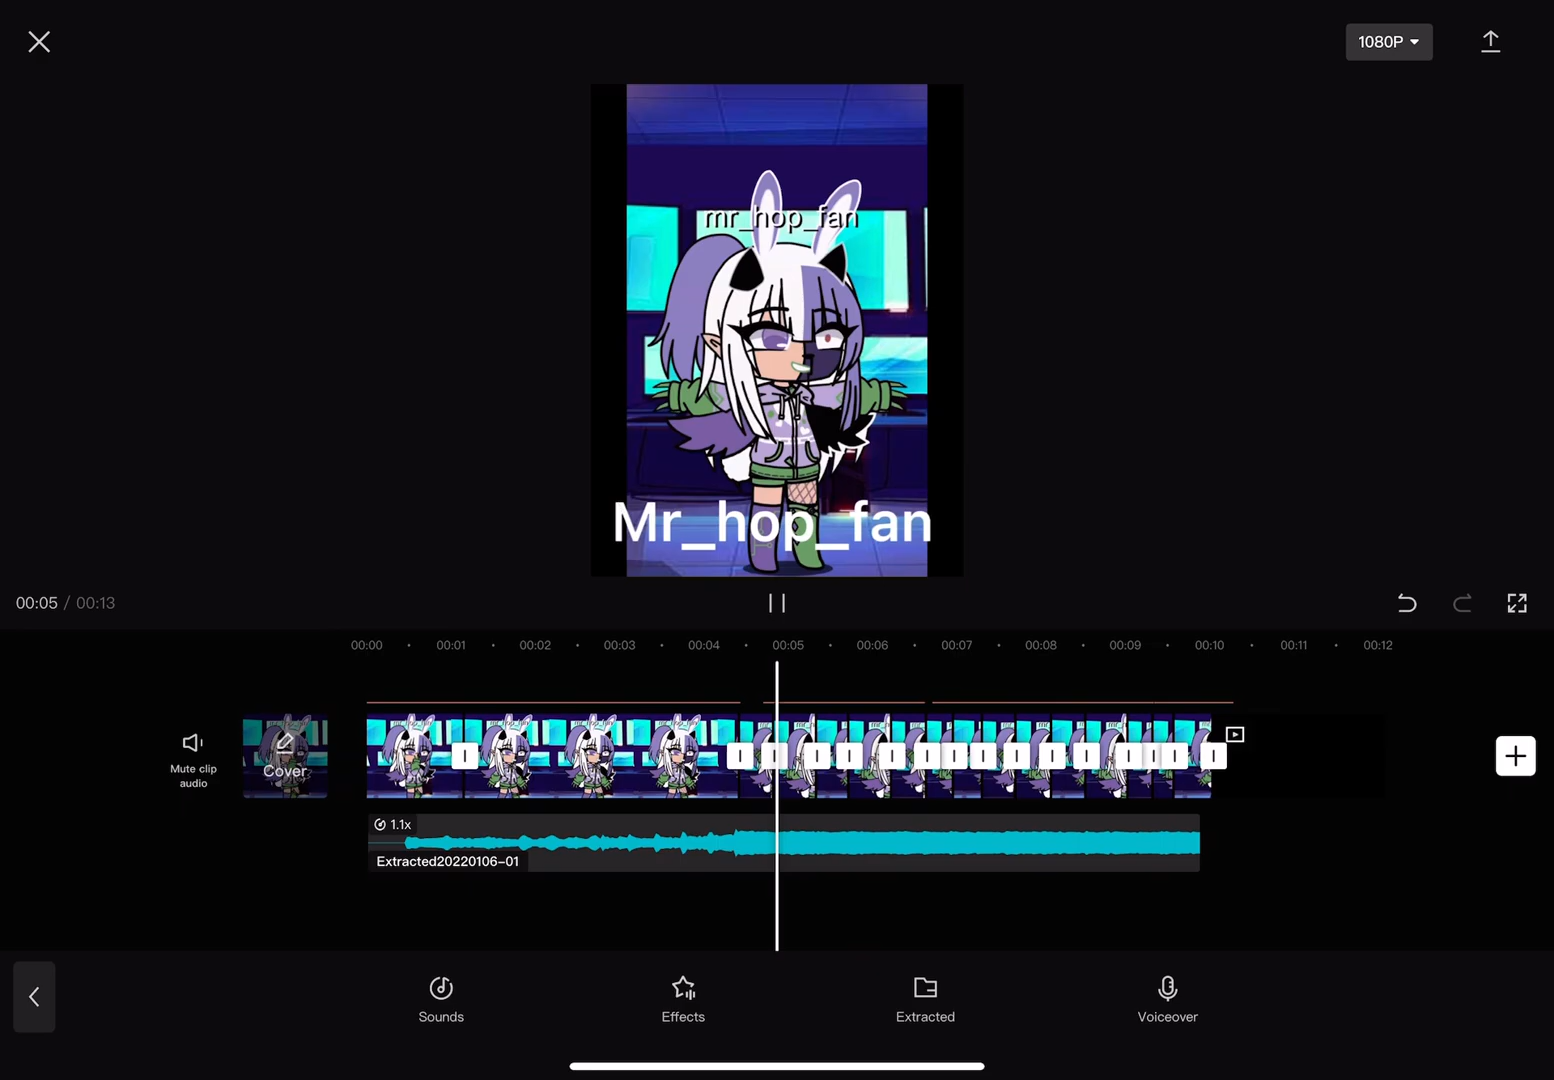 1080P
mr_hop_fan
Mr_hop_fan
00:05 / 00:13
00:00 00:01 00:02 00:03 00:04 00:05 00:06 00:07 00:08 00:09 00:10 00:11 00:12
Mute clip
audio
Cover
1.1x
Extracted20220106-01
Sounds
Effects
Extracted
Voiceover